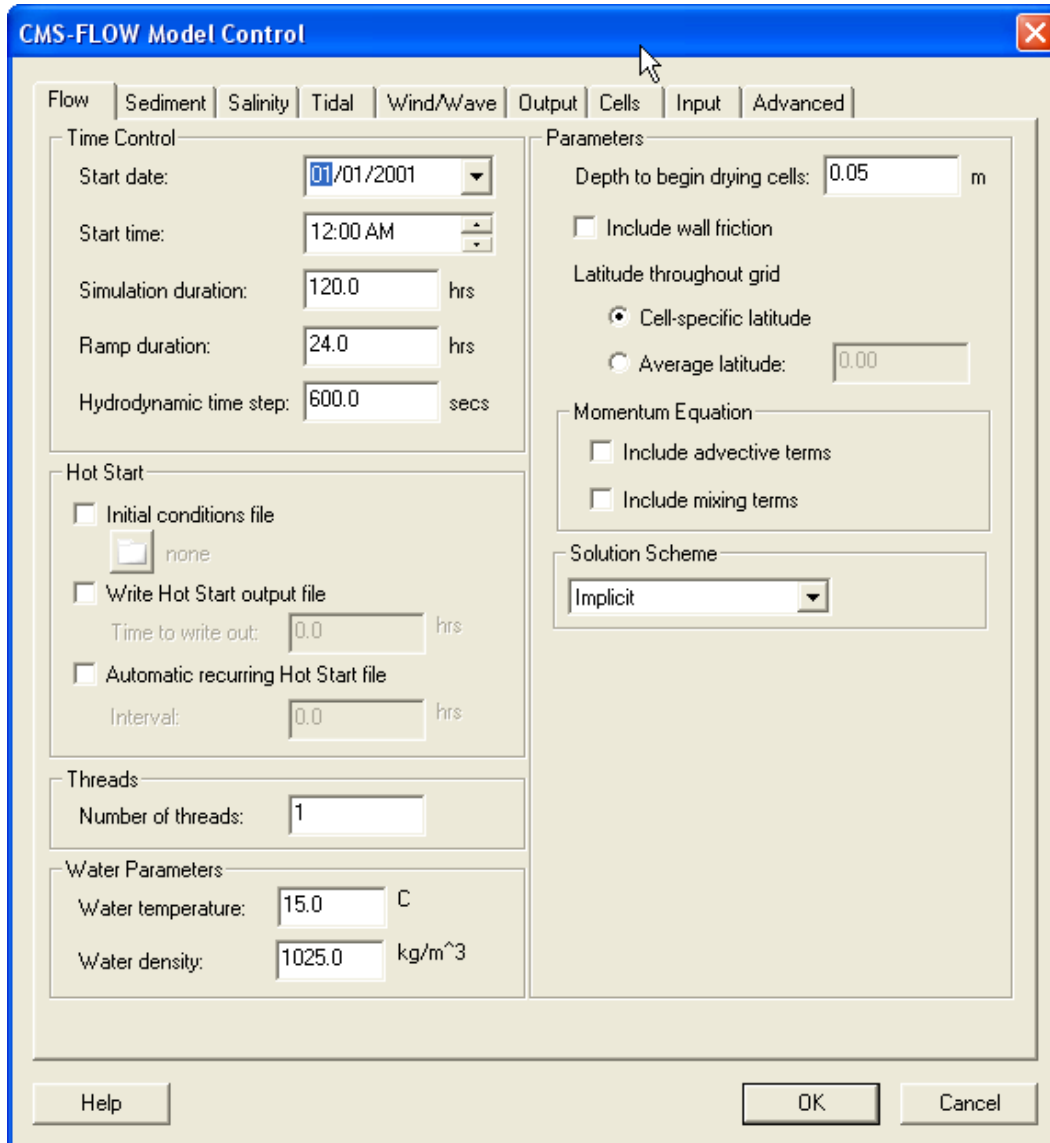 CMS-FLOW Model Control
Flow Sediment Salinity Tidal Wind/Wave Output Cells Input Advanced
Time Control
Start date: 01/01/2001
Start time: 12:00 AM
Simulation duration: 120.0 hrs
Ramp duration: 24.0 hrs
Hydrodynamic time step: 600.0 secs
Hot Start
Initial conditions file
none
Write Hot Start output file
Time to write out: 0.0 hrs
Automatic recurring Hot Start file
Interval: 0.0 hrs
Threads
Number of threads: 1
Water Parameters
Water temperature: 15.0 C
Water density: 1025.0 kg/m^3
Parameters
Depth to begin drying cells: 0.05 m
Include wall friction
Latitude throughout grid
Cell-specific latitude
Average latitude: 0.00
Momentum Equation
Include advective terms
Include mixing terms
Solution Scheme
Implicit
Help OK Cancel